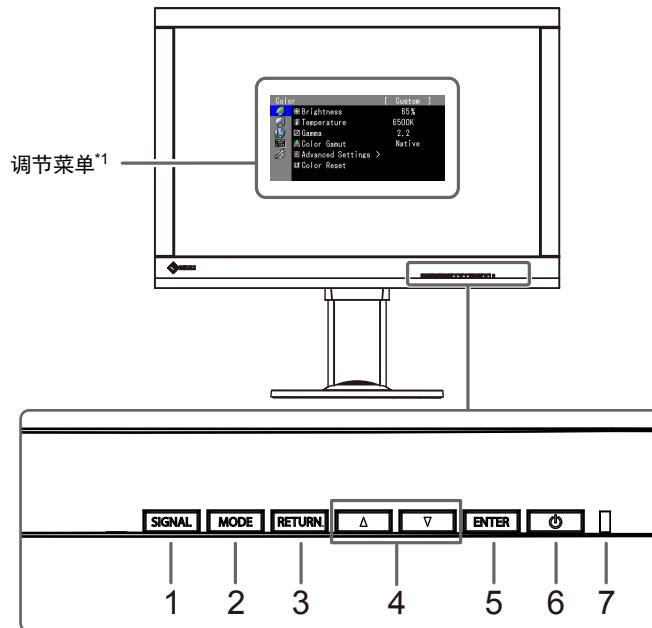 Color [ Custom ]
Brightness 65%
Temperature 6500K
Gamma 2.2
Color Gamut Native
Advanced Settings >
Color Reset
调节菜单*1
SIGNAL MODE RETURN △ ▽ ENTER
1 2 3 4 5 6 7